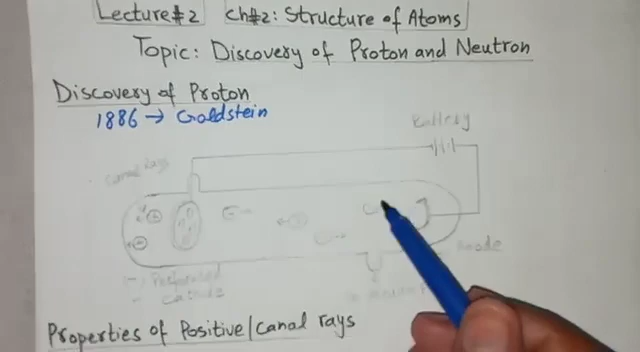 Lecture#2 Ch#2: Structure of Atoms
Topic: Discovery of Proton and Neutron
Discovery of Proton
1886 → Goldstein
Battery
canal rays
Anode
(-) Perforated
cathode
Properties of Positive/canal rays